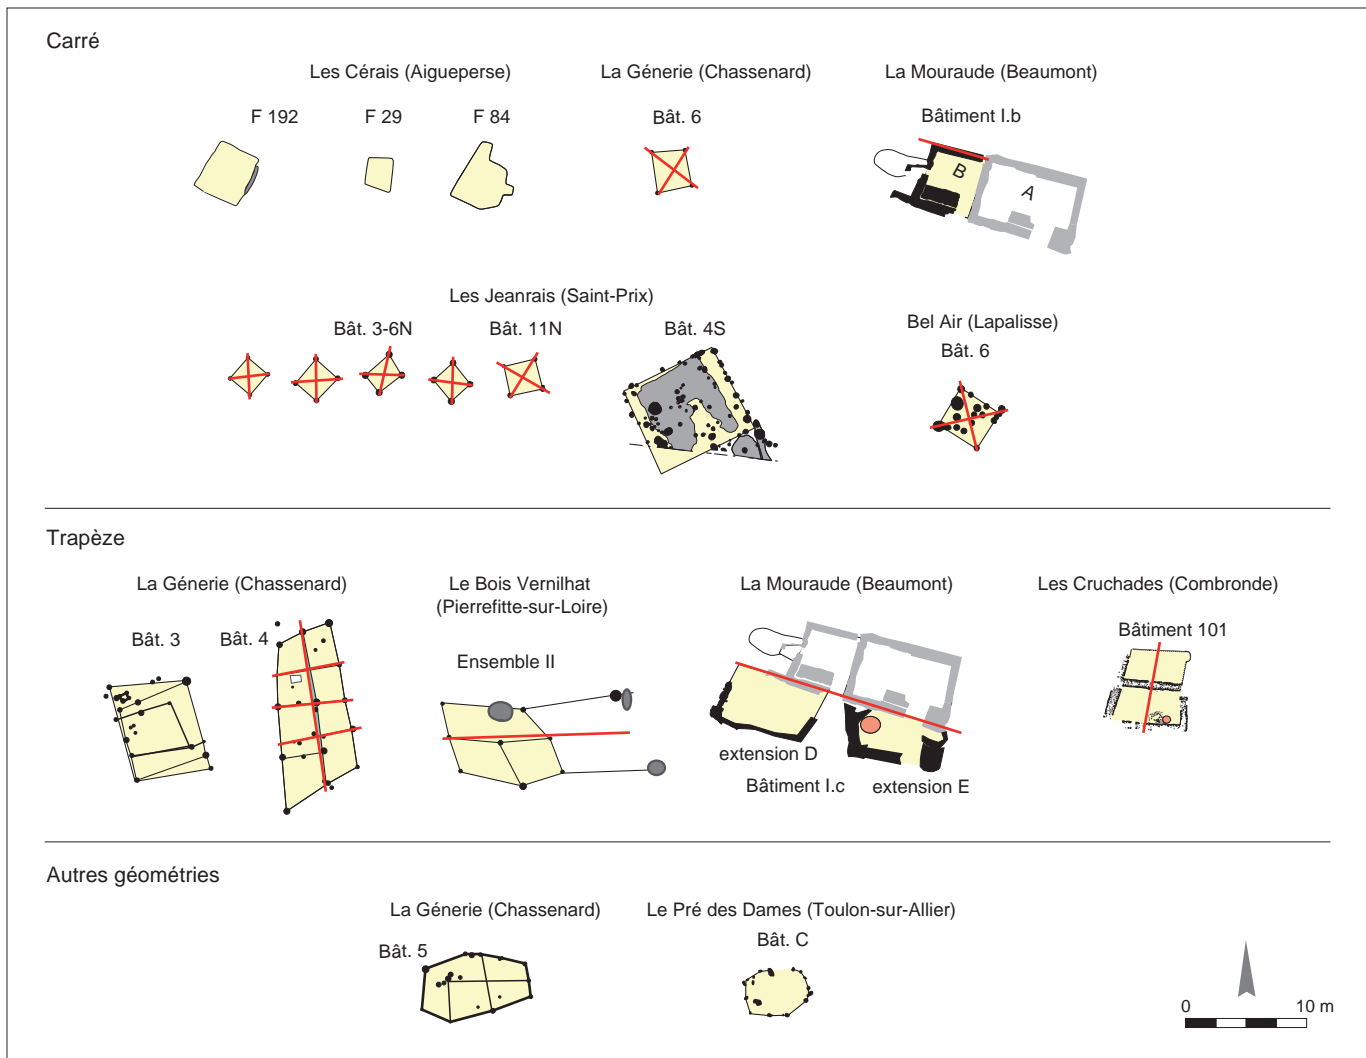 Carré
Les Cérais (Aigueperse)
La Génerie (Chassenard)
La Mouraude (Beaumont)
F 192
F 29
F 84
Bât. 6
Bâtiment I.b
B
A
Les Jeanrais (Saint-Prix)
Bel Air (Lapalisse)
Bât. 3-6N
Bât. 11N
Bât. 4S
Bât. 6
Trapèze
La Génerie (Chassenard)
Le Bois Vernilhat
(Pierrefitte-sur-Loire)
La Mouraude (Beaumont)
Les Cruchades (Combronde)
Bât. 3
Bât. 4
Ensemble II
Bâtiment 101
extension D
Bâtiment I.c
extension E
Autres géométries
La Génerie (Chassenard)
Le Pré des Dames (Toulon-sur-Allier)
Bât. 5
Bât. C
0 10 m